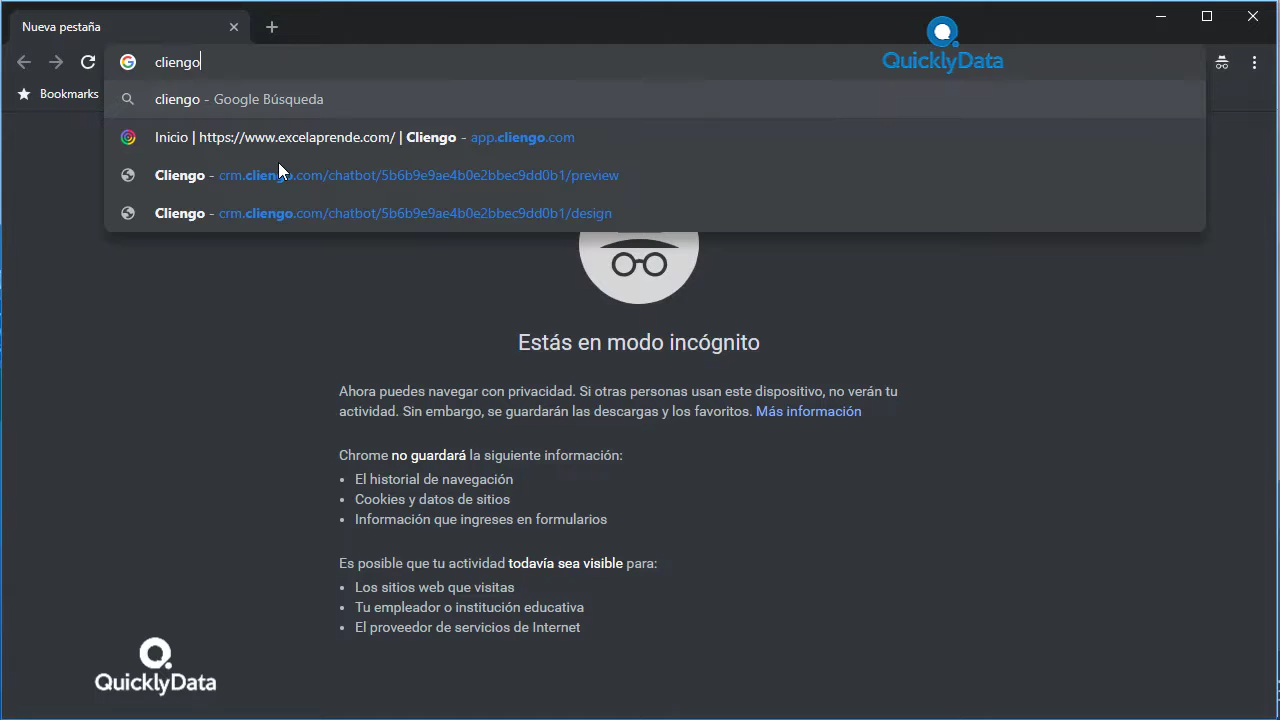 Nueva pestaña
QuicklyData
cliengo
Bookmarks
cliengo - Google Búsqueda
Inicio | https://www.excelaprende.com/ | Cliengo - app.cliengo.com
Cliengo - crm.cliengo.com/chatbot/5b6b9e9ae4b0e2bbec9dd0b1/preview
Cliengo - crm.cliengo.com/chatbot/5b6b9e9ae4b0e2bbec9dd0b1/design
Estás en modo incógnito
Ahora puedes navegar con privacidad. Si otras personas usan este dispositivo, no verán tu
actividad. Sin embargo, se guardarán las descargas y los favoritos. Más información
Chrome no guardará la siguiente información:
• El historial de navegación
• Cookies y datos de sitios
• Información que ingreses en formularios
Es posible que tu actividad todavía sea visible para:
• Los sitios web que visitas
• Tu empleador o institución educativa
• El proveedor de servicios de Internet
QuicklyData